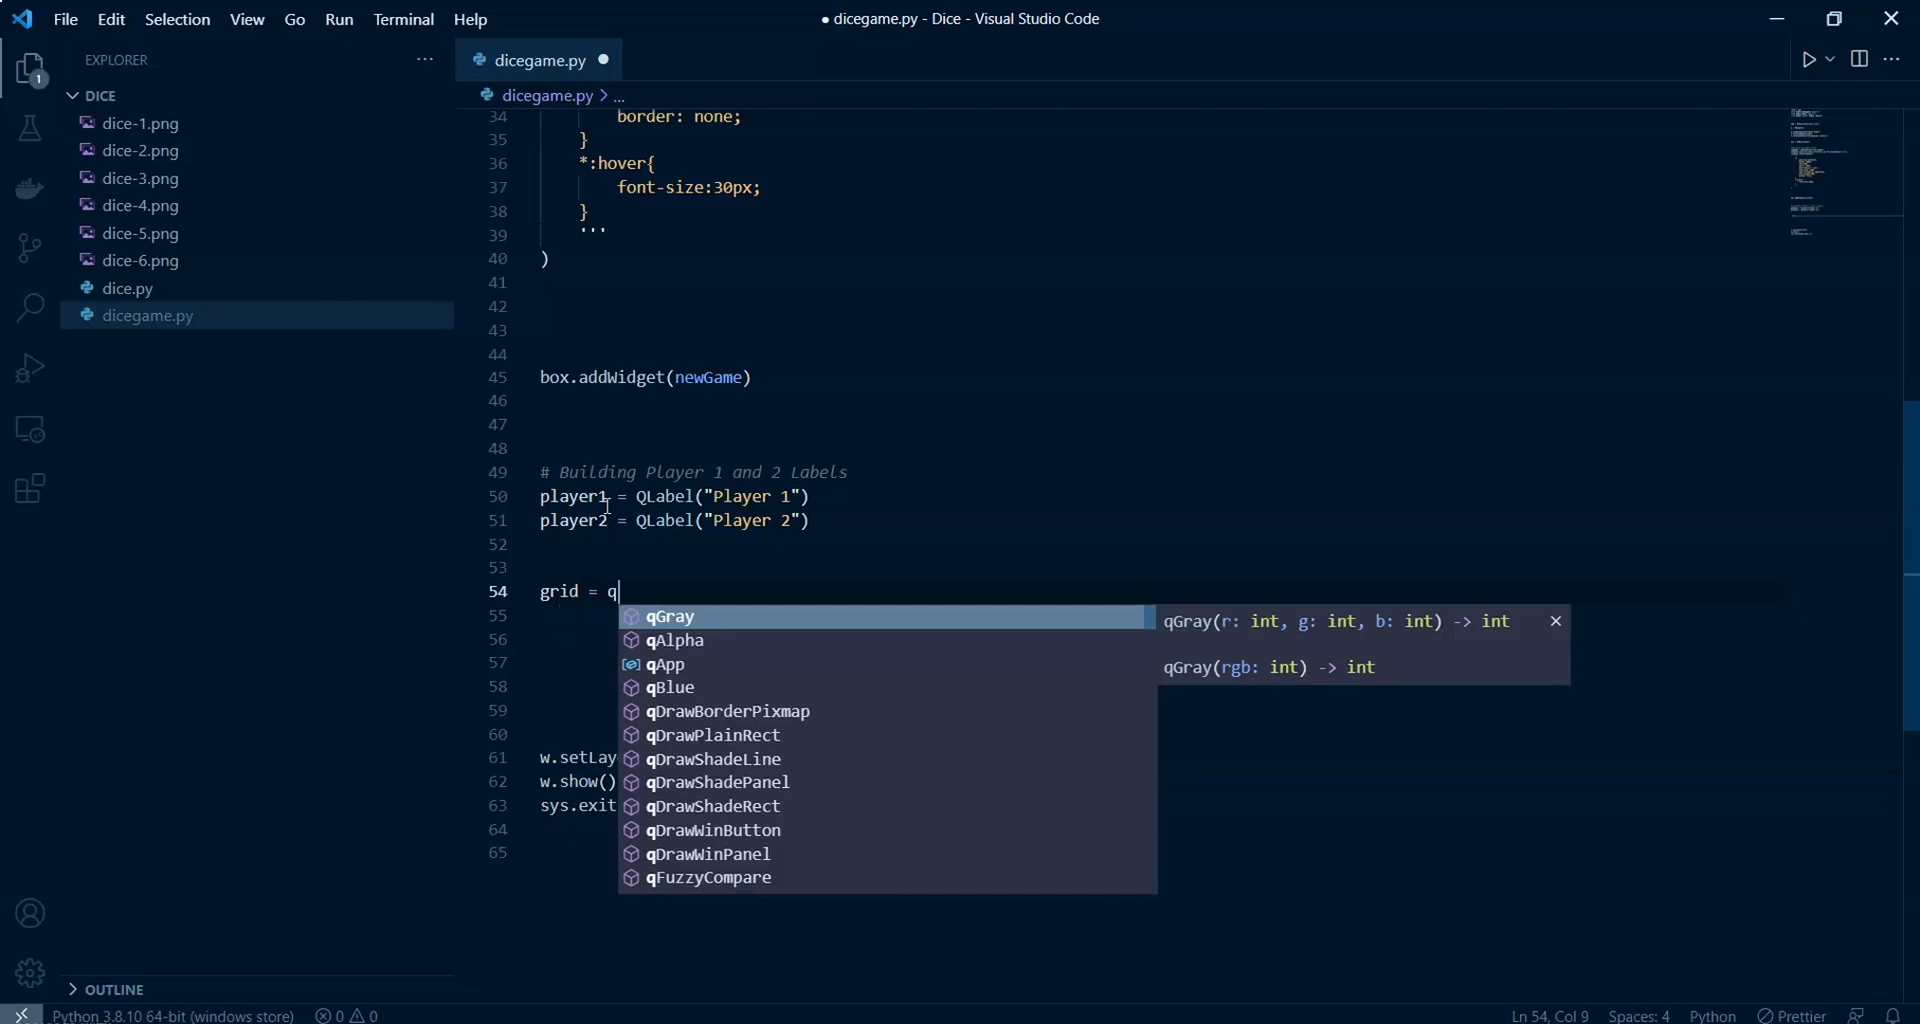 File Edit Selection View Go Run Terminal Help
● dicegame.py - Dice - Visual Studio Code
EXPLORER
dicegame.py
1
DICE
dicegame.py > ...
dice-1.png
dice-2.png
dice-3.png
dice-4.png
dice-5.png
dice-6.png
dice.py
dicegame.py
34 border: none;
35 }
36 *:hover{
37 font-size:30px;
38 }
39 '''
40 )
41
42
43
44
45 box.addWidget(newGame)
46
47
48
49 # Building Player 1 and 2 Labels
50 player1 = QLabel("Player 1")
51 player2 = QLabel("Player 2")
52
53
54 grid = q
55
56
57
58
59
60
61 w.setLay
62 w.show()
63 sys.exit
64
65
qGray
qAlpha
qApp
qBlue
qDrawBorderPixmap
qDrawPlainRect
qDrawShadeLine
qDrawShadePanel
qDrawShadeRect
qDrawWinButton
qDrawWinPanel
qFuzzyCompare
qGray(r: int, g: int, b: int) -> int
qGray(rgb: int) -> int
OUTLINE
Python 3.8.10 64-bit (windows store) 0 0
Ln 54, Col 9 Spaces: 4 Python Prettier